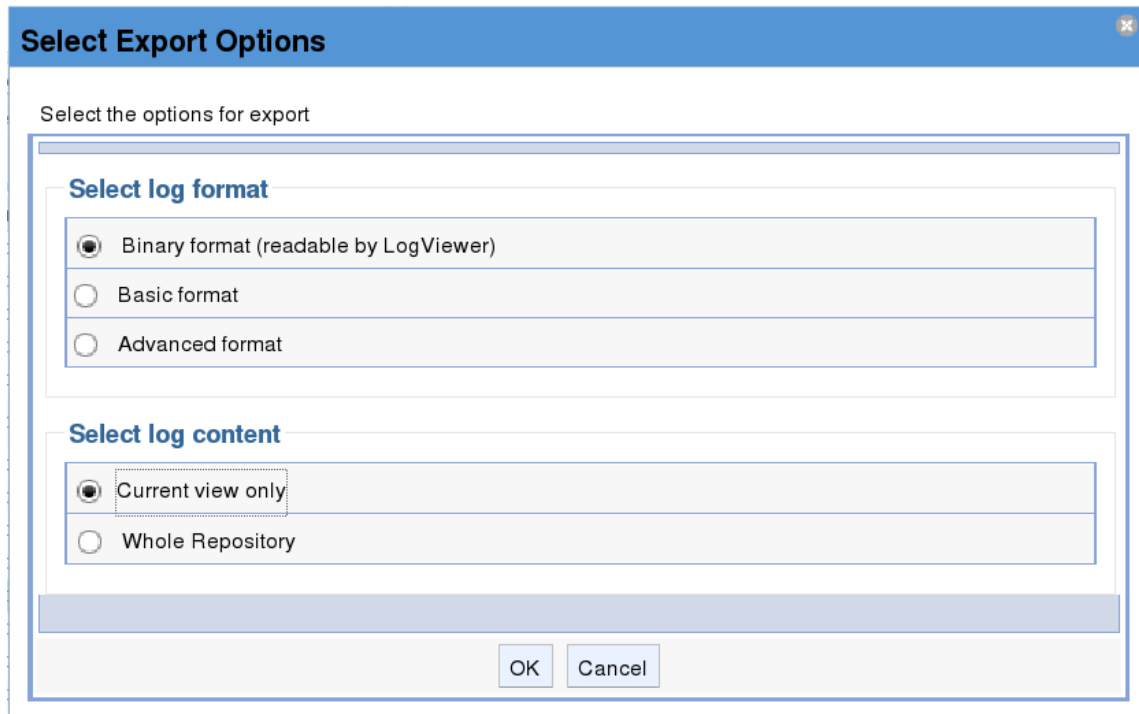 Select Export Options
Select the options for export
Select log format
Binary format (readable by LogViewer)
Basic format
Advanced format
Select log content
Current view only
Whole Repository
OK Cancel